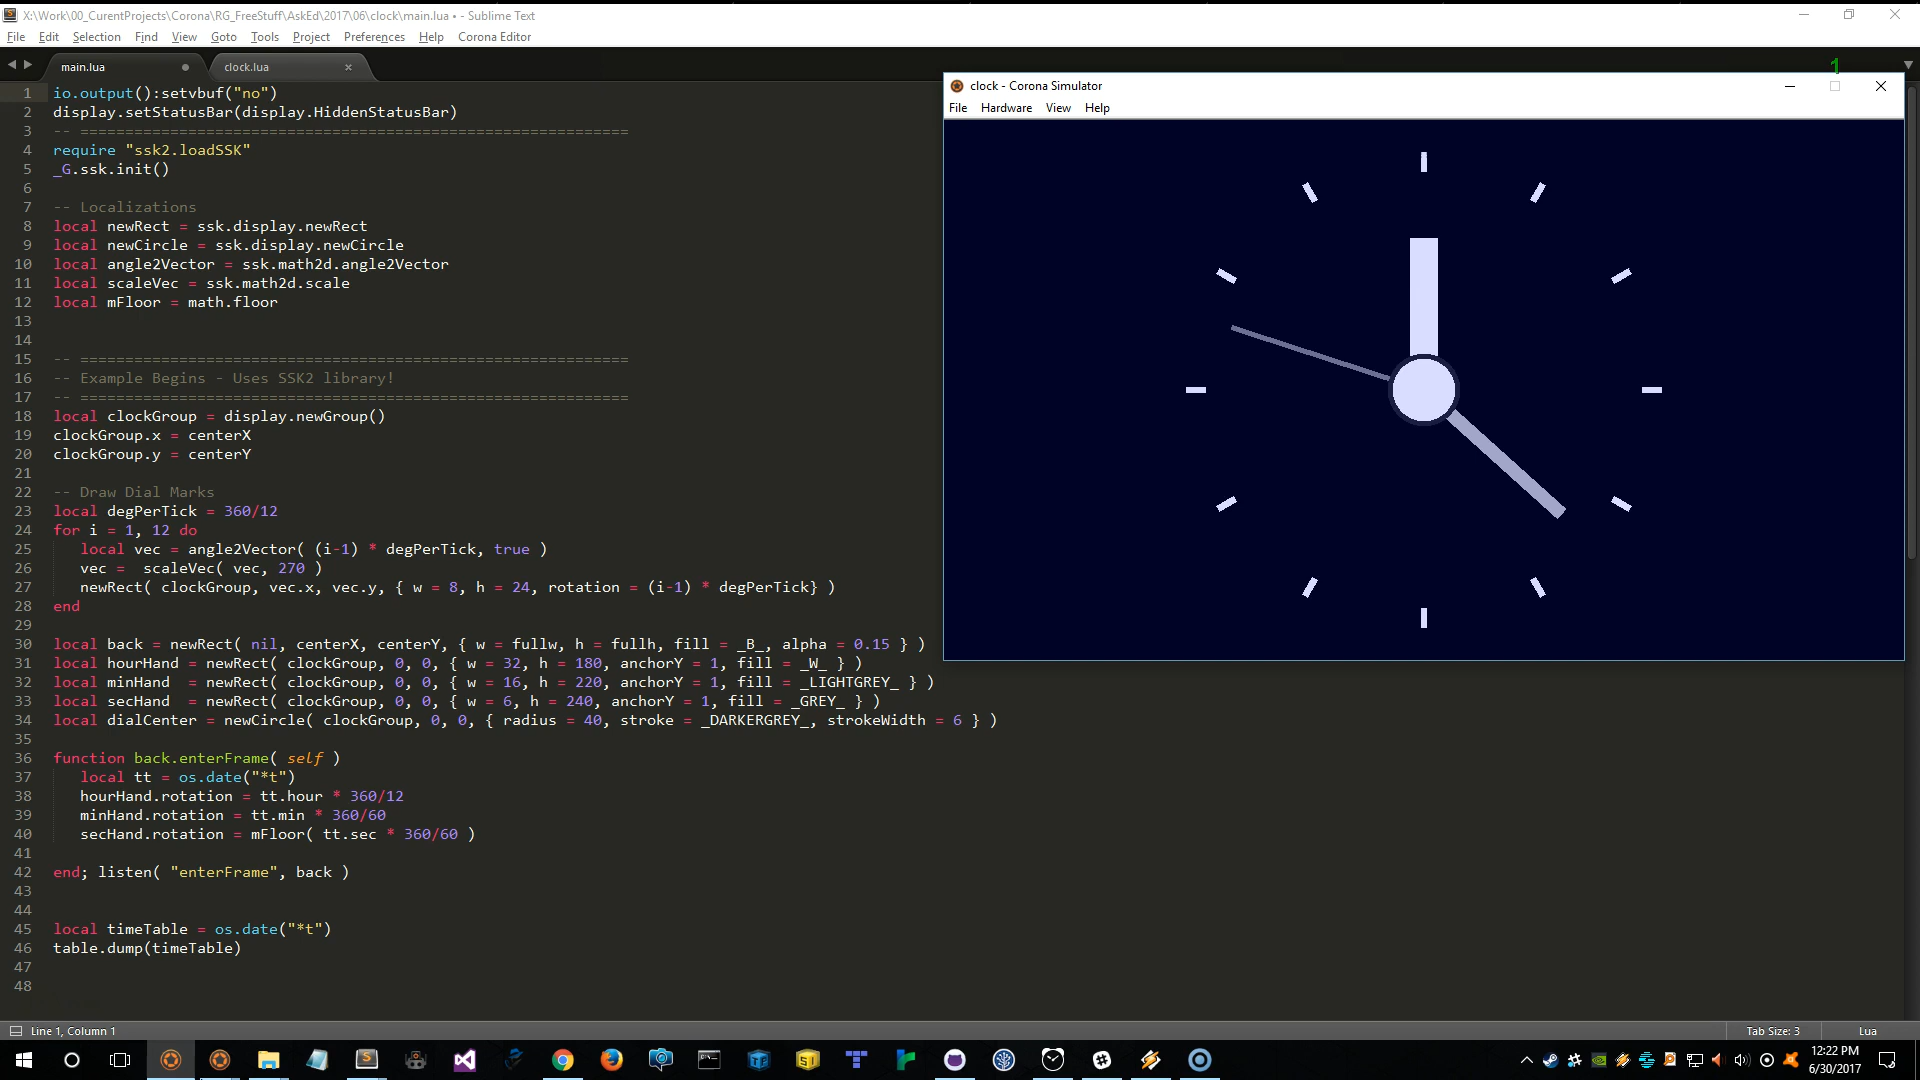 X:\Work\00_CurentProjects\Corona\RG_FreeStuff\AskEd\2017\06\clock\main.lua • - Sublime Text
File Edit Selection Find View Goto Tools Project Preferences Help Corona Editor
main.lua clock.lua
1 io.output():setvbuf("no")
2 display.setStatusBar(display.HiddenStatusBar)
3 -- =============================================================
4 require "ssk2.loadSSK"
5 _G.ssk.init()
6
7 -- Localizations
8 local newRect = ssk.display.newRect
9 local newCircle = ssk.display.newCircle
10 local angle2Vector = ssk.math2d.angle2Vector
11 local scaleVec = ssk.math2d.scale
12 local mFloor = math.floor
13
14
15 -- =============================================================
16 -- Example Begins - Uses SSK2 library!
17 -- =============================================================
18 local clockGroup = display.newGroup()
19 clockGroup.x = centerX
20 clockGroup.y = centerY
21
22 -- Draw Dial Marks
23 local degPerTick = 360/12
24 for i = 1, 12 do
25 local vec = angle2Vector( (i-1) * degPerTick, true )
26 vec =  scaleVec( vec, 270 )
27 newRect( clockGroup, vec.x, vec.y, { w = 8, h = 24, rotation = (i-1) * degPerTick} )
28 end
29
30 local back = newRect( nil, centerX, centerY, { w = fullw, h = fullh, fill = _B_, alpha = 0.15 } )
31 local hourHand = newRect( clockGroup, 0, 0, { w = 32, h = 180, anchorY = 1, fill = _W_ } )
32 local minHand  = newRect( clockGroup, 0, 0, { w = 16, h = 220, anchorY = 1, fill = _LIGHTGREY_ } )
33 local secHand  = newRect( clockGroup, 0, 0, { w = 6, h = 240, anchorY = 1, fill = _GREY_ } )
34 local dialCenter = newCircle( clockGroup, 0, 0, { radius = 40, stroke = _DARKERGREY_, strokeWidth = 6 } )
35
36 function back.enterFrame( self )
37 local tt = os.date("*t")
38 hourHand.rotation = tt.hour * 360/12
39 minHand.rotation = tt.min * 360/60
40 secHand.rotation = mFloor( tt.sec * 360/60 )
41
42 end; listen( "enterFrame", back )
43
44
45 local timeTable = os.date("*t")
46 table.dump(timeTable)
47
48
1
clock - Corona Simulator
File Hardware View Help
Line 1, Column 1 Tab Size: 3 Lua
12:22 PM
6/30/2017